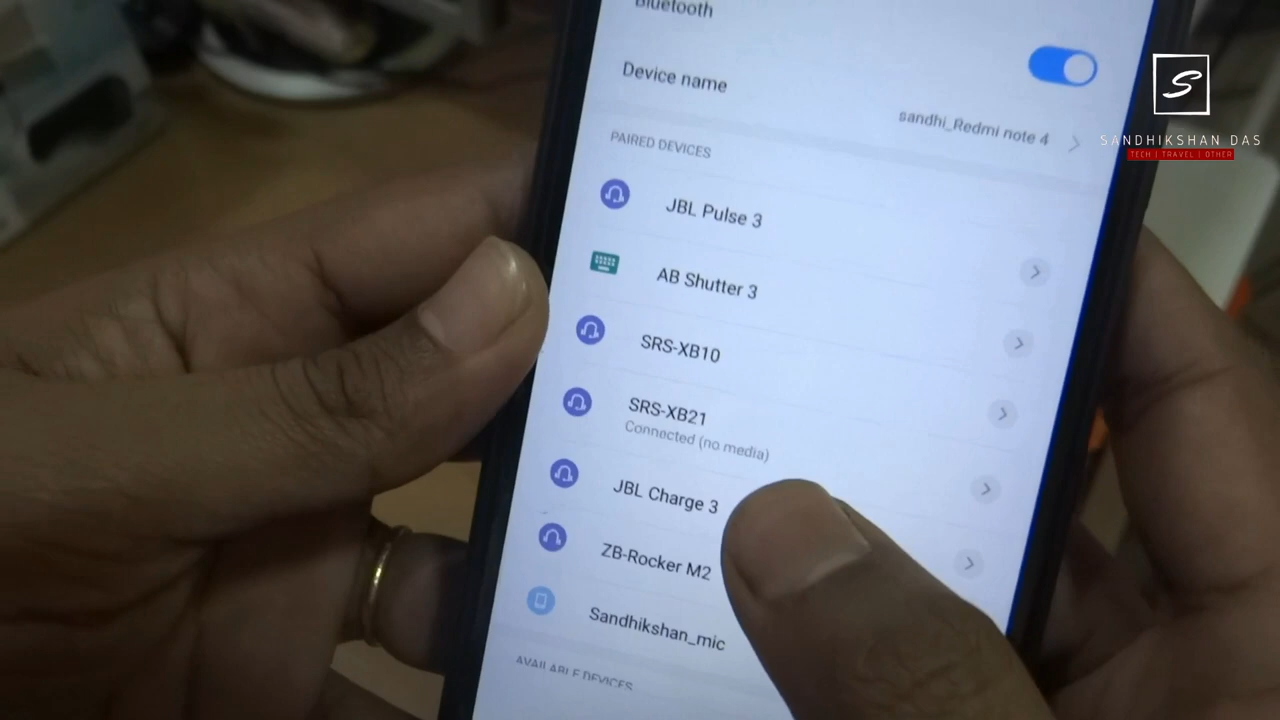 Bluetooth
Device name
sandhi_Redmi note 4
PAIRED DEVICES
JBL Pulse 3
AB Shutter 3
SRS-XB10
SRS-XB21
Connected (no media)
JBL Charge 3
ZB-Rocker M2
Sandhikshan_mic
AVAILABLE DEVICES
S
SANDHIKSHAN DAS
TECH | TRAVEL | OTHER